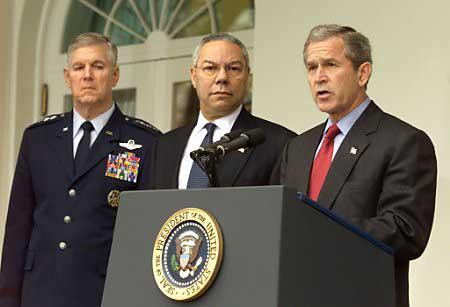 SEAL OF THE PRESIDENT OF THE UNITED STATES